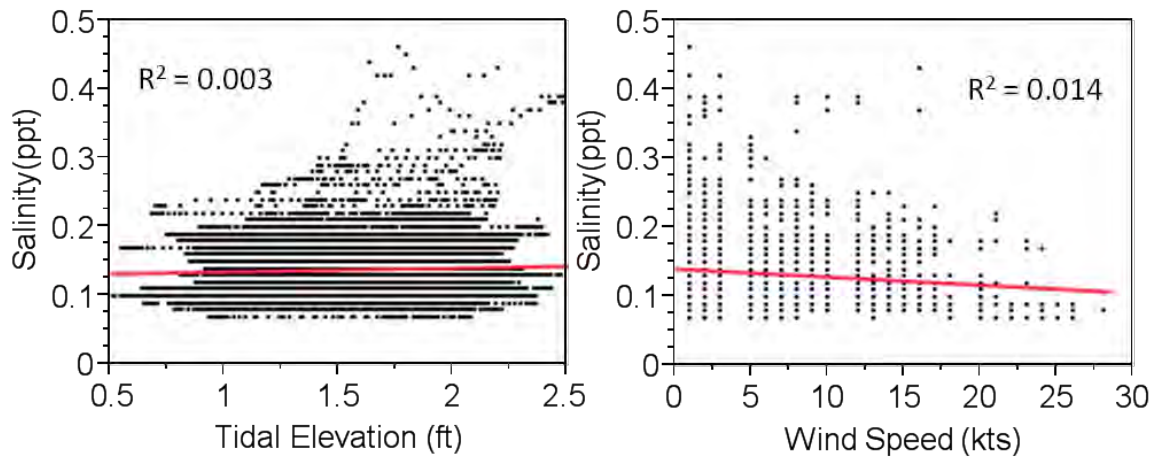 0.5
0.4
0.3
0.2
0.1
0
Salinity(ppt)
R² = 0.003
0.5 1 1.5 2 2.5
Tidal Elevation (ft)
0.5
0.4
0.3
0.2
0.1
0
Salinity(ppt)
R² = 0.014
0 5 10 15 20 25 30
Wind Speed (kts)